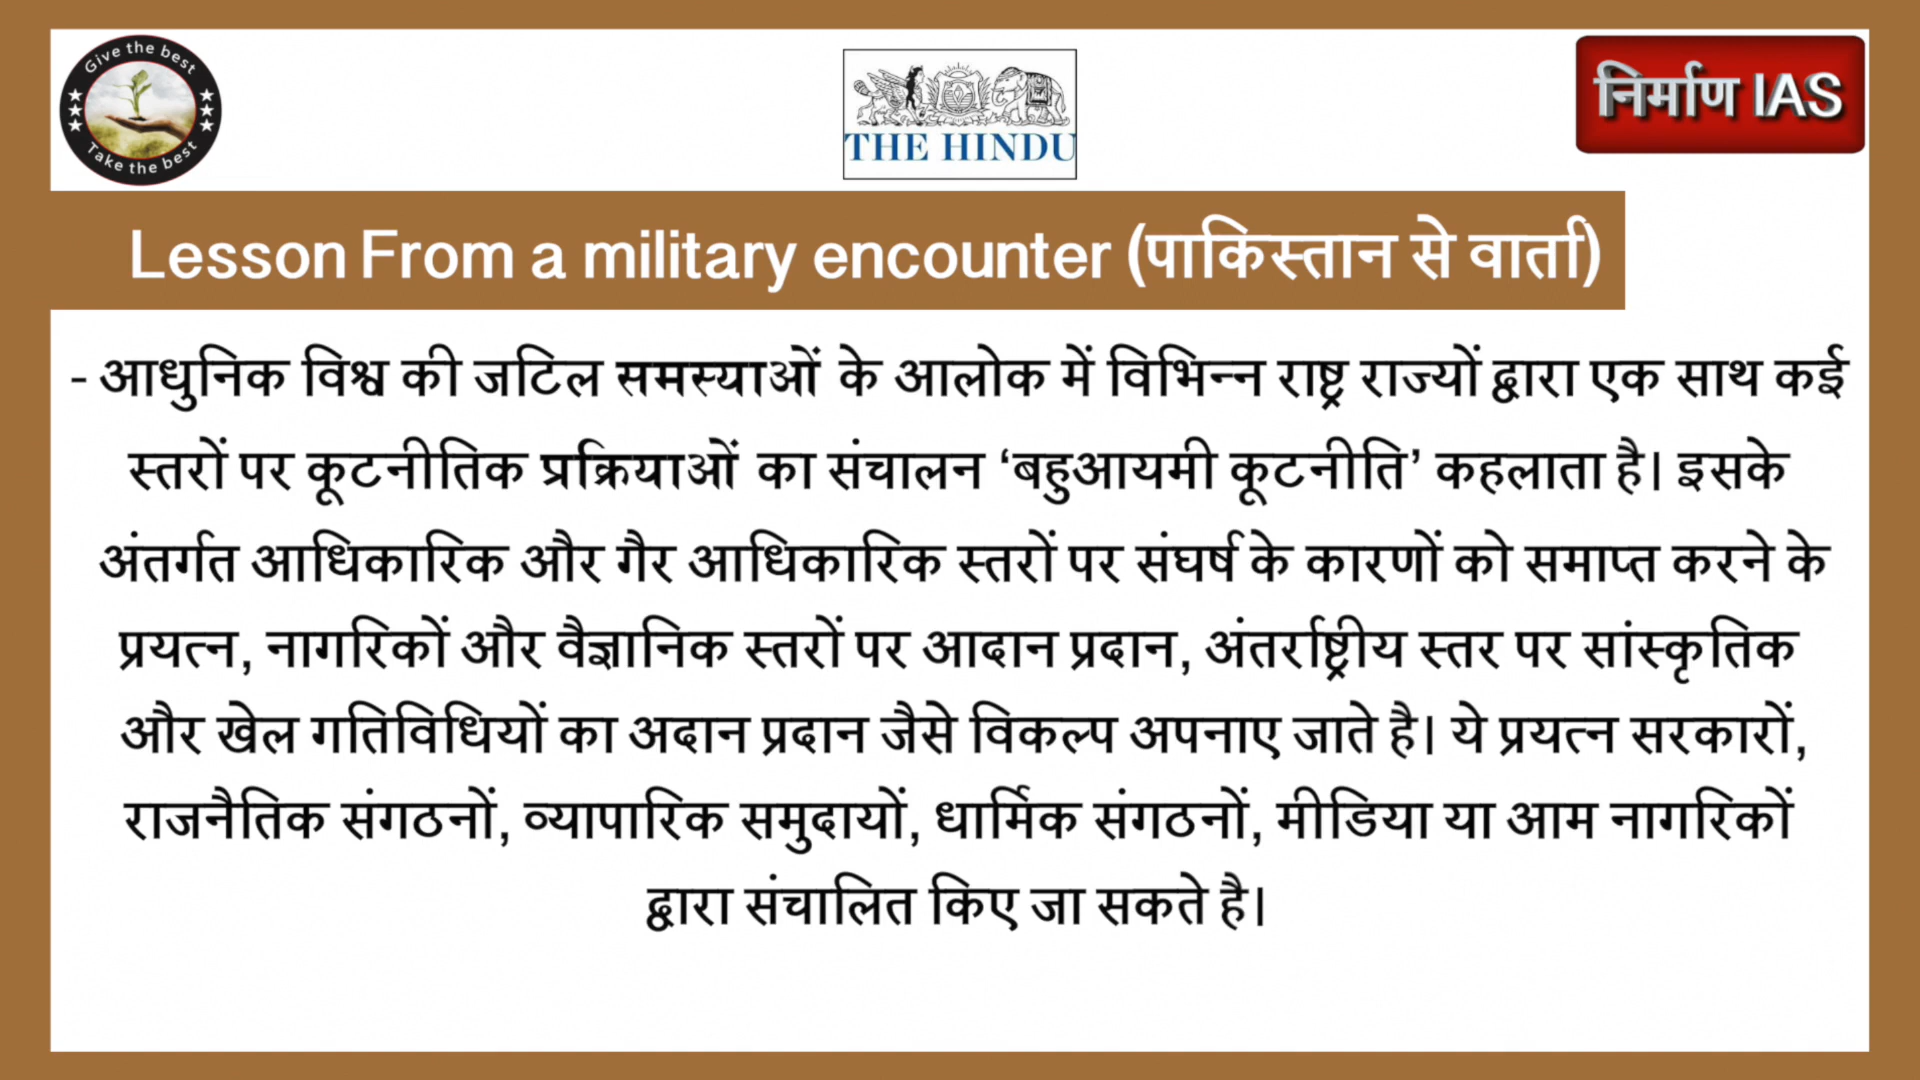 Give the best
Take the best
THE HINDU
निर्माण IAS
Lesson From a military encounter (पाकिस्तान से वार्ता)
- आधुनिक विश्व की जटिल समस्याओं के आलोक में विभिन्न राष्ट्र राज्यों द्वारा एक साथ कई
स्तरों पर कूटनीतिक प्रक्रियाओं का संचालन ‘बहुआयमी कूटनीति’ कहलाता है। इसके
अंतर्गत आधिकारिक और गैर आधिकारिक स्तरों पर संघर्ष के कारणों को समाप्त करने के
प्रयत्न, नागरिकों और वैज्ञानिक स्तरों पर आदान प्रदान, अंतर्राष्ट्रीय स्तर पर सांस्कृतिक
और खेल गतिविधियों का अदान प्रदान जैसे विकल्प अपनाए जाते है। ये प्रयत्न सरकारों,
राजनैतिक संगठनों, व्यापारिक समुदायों, धार्मिक संगठनों, मीडिया या आम नागरिकों
द्वारा संचालित किए जा सकते है।